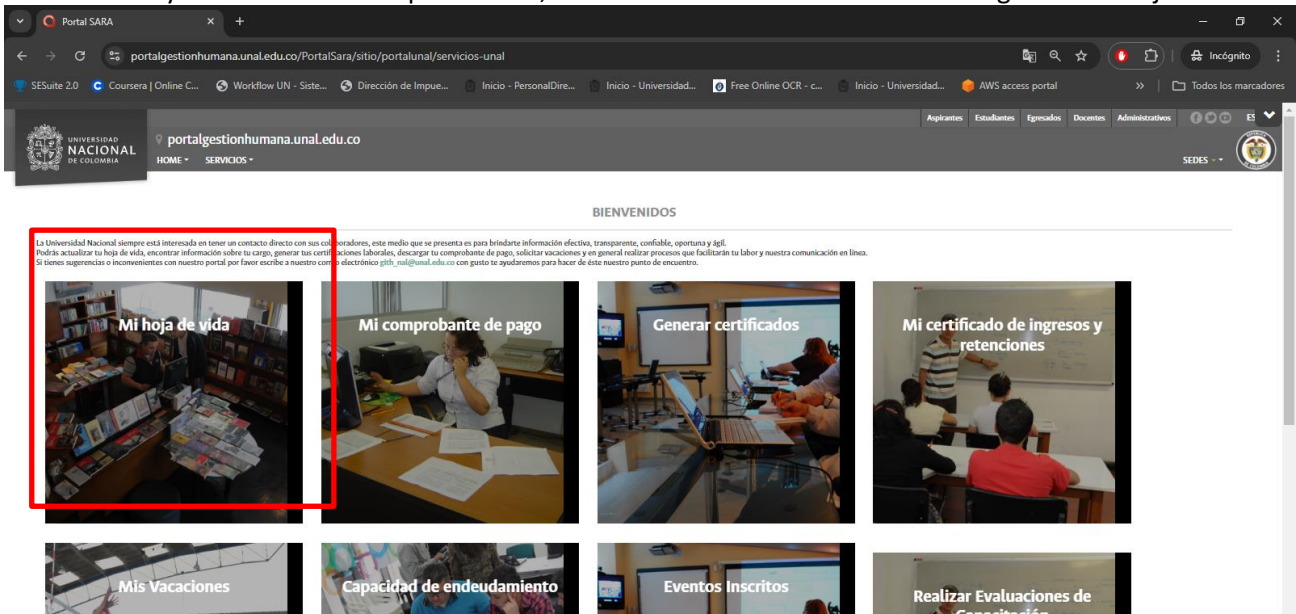 Portal SARA
portalgestionhumana.unal.edu.co/PortalSara/sitio/portalunal/servicios-unal
Incógnito
SESuite 2.0 Coursera | Online C... Workflow UN - Siste... Dirección de Impue... Inicio - PersonalDire... Inicio - Universidad... Free Online OCR - c... Inicio - Universidad... AWS access portal » Todos los marcadores
Aspirantes Estudiantes Egresados Docentes Administrativos ES
UNIVERSIDAD
NACIONAL
DE COLOMBIA
portalgestionhumana.unal.edu.co
HOME SERVICIOS
SEDES
BIENVENIDOS
La Universidad Nacional siempre está interesada en tener un contacto directo con sus colaboradores, este medio que se presenta es para brindarte información efectiva, transparente, confiable, oportuna y ágil.
Podrás actualizar tu hoja de vida, encontrar información sobre tu cargo, generar tus certificaciones laborales, descargar tu comprobante de pago, solicitar vacaciones y en general realizar procesos que facilitarán tu labor y nuestra comunicación en línea.
Si tienes sugerencias o inconvenientes con nuestro portal por favor escribe a nuestro correo electrónico gith_nal@unal.edu.co con gusto te ayudaremos para hacer de éste nuestro punto de encuentro.
Mi hoja de vida
Mi comprobante de pago
Generar certificados
Mi certificado de ingresos y
retenciones
Mis Vacaciones
Capacidad de endeudamiento
Eventos Inscritos
Realizar Evaluaciones de
Capacitación